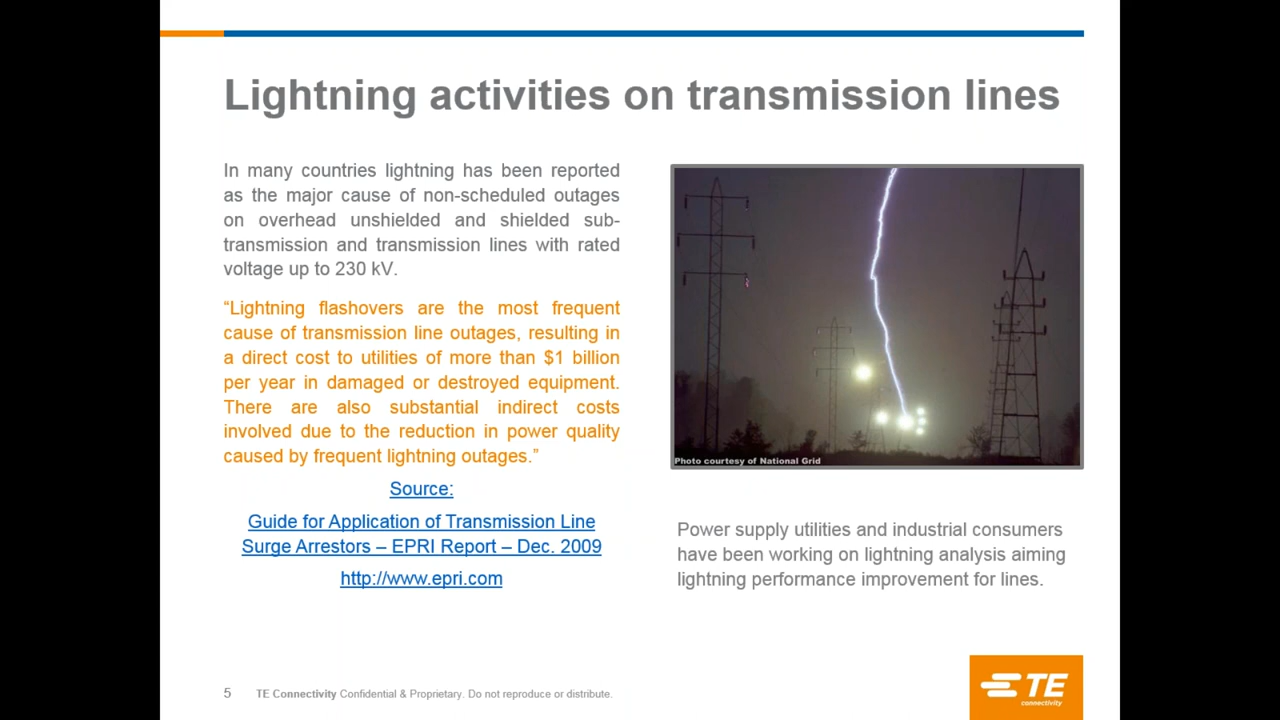 Lightning activities on transmission lines
In many countries lightning has been reported
as the major cause of non-scheduled outages
on overhead unshielded and shielded sub-
transmission and transmission lines with rated
voltage up to 230 kV.
“Lightning flashovers are the most frequent
cause of transmission line outages, resulting in
a direct cost to utilities of more than $1 billion
per year in damaged or destroyed equipment.
There are also substantial indirect costs
involved due to the reduction in power quality
caused by frequent lightning outages.”
Source:
Guide for Application of Transmission Line
Surge Arrestors – EPRI Report – Dec. 2009
http://www.epri.com
Photo courtesy of National Grid
Power supply utilities and industrial consumers
have been working on lightning analysis aiming
lightning performance improvement for lines.
5 TE Connectivity Confidential & Proprietary. Do not reproduce or distribute.
TE
connectivity